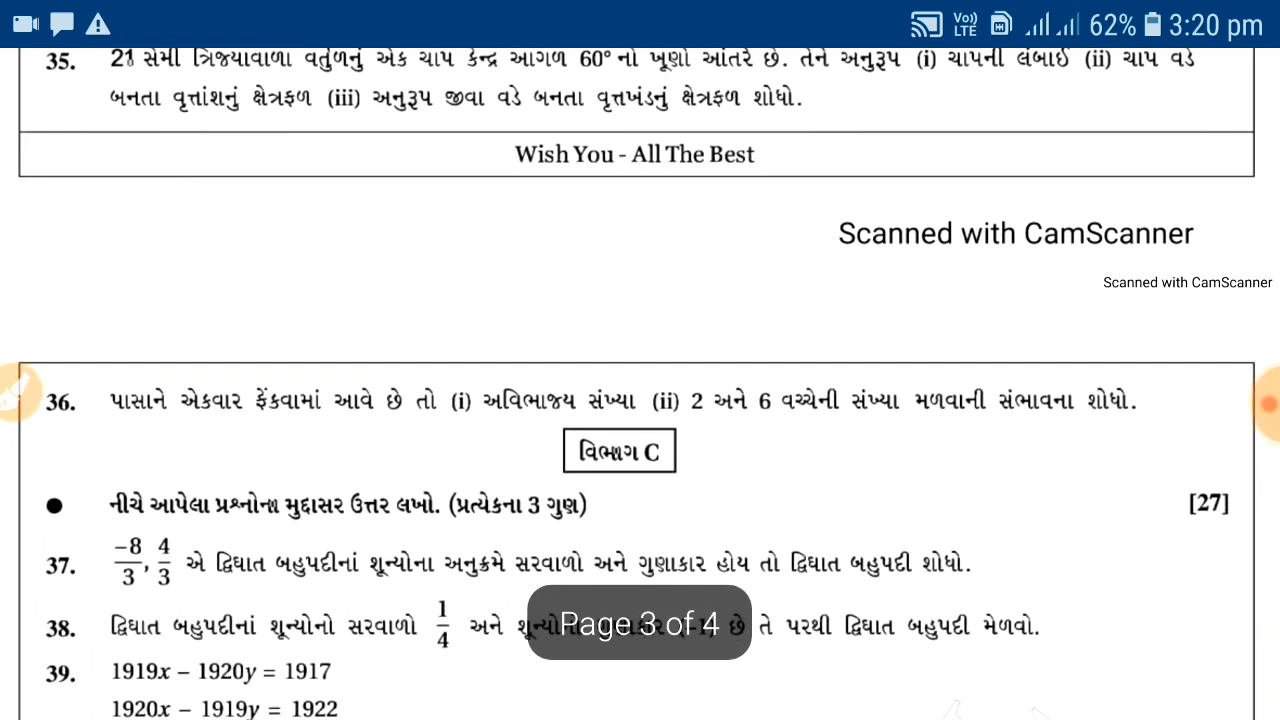 Vo)) LTE 62% 3:20 pm
35. 21 સેમી ત્રિજ્યાવાળા વર્તુળનું એક ચાપ કેન્દ્ર આગળ 60° નો ખૂણો આંતરે છે. તેને અનુરૂપ (i) ચાપની લંબાઈ (ii) ચાપ વડે
બનતા વૃત્તાંશનું ક્ષેત્રફળ (iii) અનુરૂપ જીવા વડે બનતા વૃત્તખંડનું ક્ષેત્રફળ શોધો.
Wish You - All The Best
Scanned with CamScanner
Scanned with CamScanner
36. પાસાને એકવાર ફેંકવામાં આવે છે તો (i) અવિભાજ્ય સંખ્યા (ii) 2 અને 6 વચ્ચેની સંખ્યા મળવાની સંભાવના શોધો.
વિભાગ C
● નીચે આપેલા પ્રશ્નોના મુદ્દાસર ઉત્તર લખો. (પ્રત્યેકના 3 ગુણ) [27]
37. -8/3, 4/3 એ દ્વિઘાત બહુપદીનાં શૂન્યોના અનુક્રમે સરવાળો અને ગુણાકાર હોય તો દ્વિઘાત બહુપદી શોધો.
38. દ્વિઘાત બહુપદીનાં શૂન્યોનો સરવાળો 1/4 અને છે તે પરથી દ્વિઘાત બહુપદી મેળવો.
Page 3 of 4
39. 1919x – 1920y = 1917
1920x – 1919y = 1922